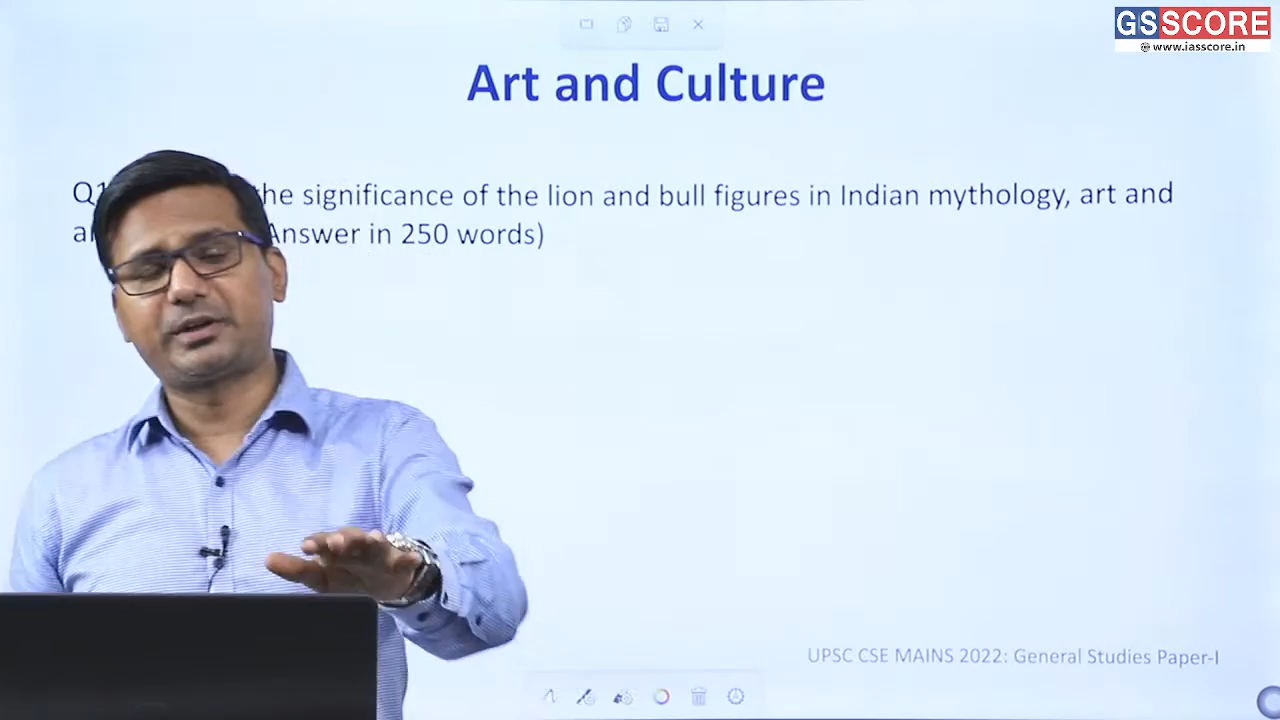 GSSCORE
www.iasscore.in
Art and Culture
the significance of the lion and bull figures in Indian mythology, art and
Answer in 250 words)
UPSC CSE MAINS 2022: General Studies Paper-I